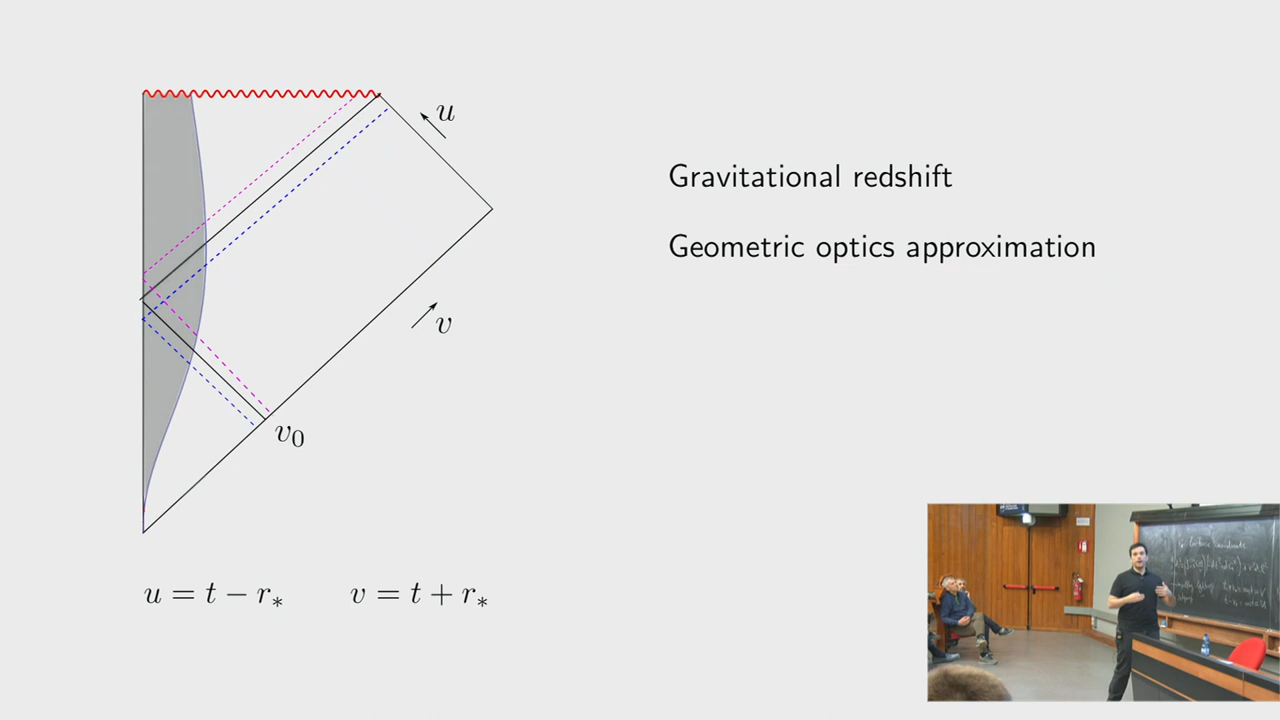 u
Gravitational redshift
Geometric optics approximation
v
v₀
u = t − r∗    v = t + r∗